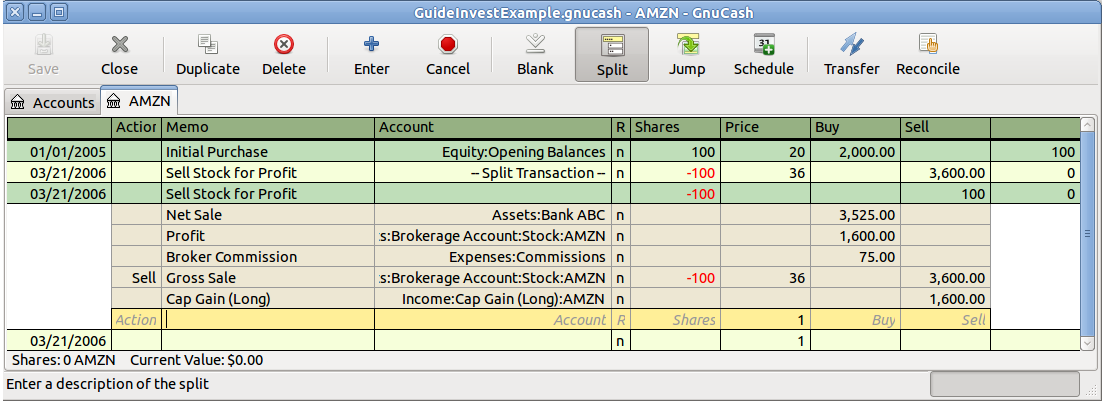 GuideInvestExample.gnucash - AMZN - GnuCash
Save Close Duplicate Delete Enter Cancel Blank Split Jump Schedule Transfer Reconcile
Accounts AMZN
Action Memo Account R Shares Price Buy Sell
01/01/2005 Initial Purchase Equity:Opening Balances n 100 20 2,000.00 100
03/21/2006 Sell Stock for Profit -- Split Transaction -- n -100 36 3,600.00 0
03/21/2006 Sell Stock for Profit -100 100 0
Net Sale Assets:Bank ABC n 3,525.00
Profit s:Brokerage Account:Stock:AMZN n 1,600.00
Broker Commission Expenses:Commissions n 75.00
Sell Gross Sale s:Brokerage Account:Stock:AMZN n -100 36 3,600.00
Cap Gain (Long) Income:Cap Gain (Long):AMZN n 1,600.00
Action Account R Shares 1 Buy Sell
03/21/2006 n 1
Shares: 0 AMZN Current Value: $0.00
Enter a description of the split